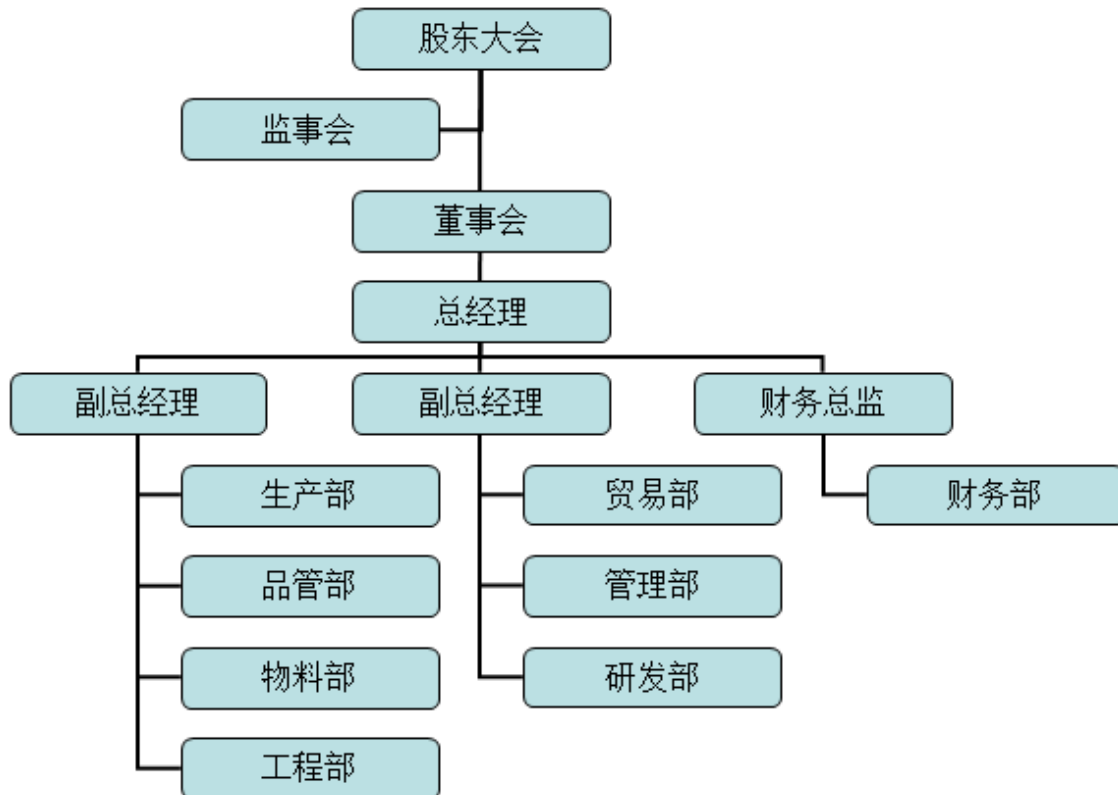 股东大会
监事会
董事会
总经理
副总经理
副总经理
财务总监
生产部
贸易部
财务部
品管部
管理部
物料部
研发部
工程部